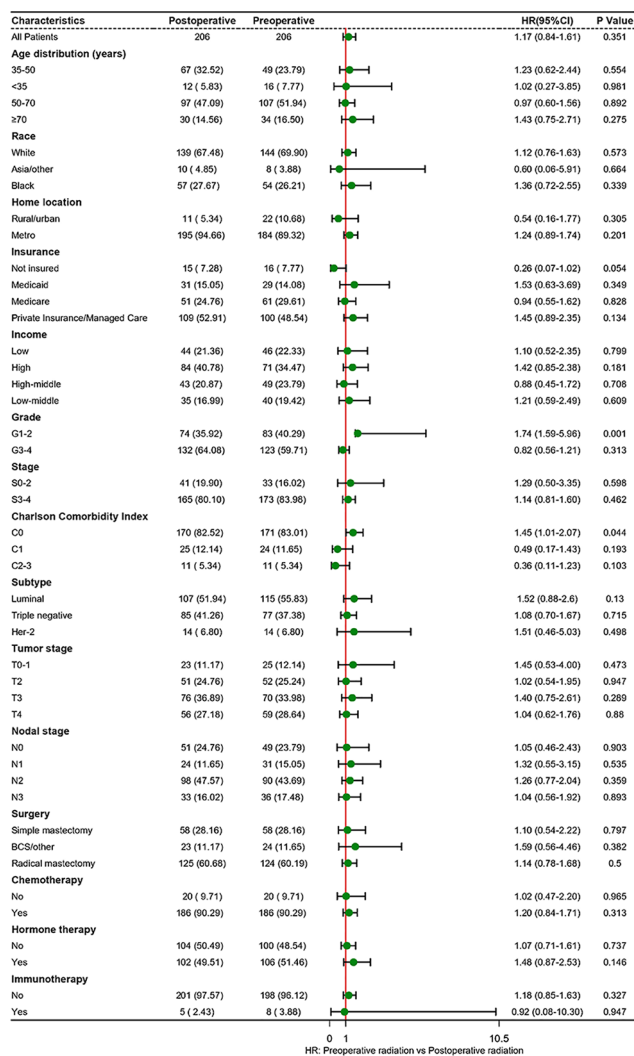 Characteristics Postoperative Preoperative HR(95%CI) P Value
All Patients 206 206 1.17 (0.84-1.61) 0.351
Age distribution (years)
35-50 67 (32.52) 49 (23.79) 1.23 (0.62-2.44) 0.554
<35 12 ( 5.83) 16 ( 7.77) 1.02 (0.27-3.85) 0.981
50-70 97 (47.09) 107 (51.94) 0.97 (0.60-1.56) 0.892
≥70 30 (14.56) 34 (16.50) 1.43 (0.75-2.71) 0.275
Race
White 139 (67.48) 144 (69.90) 1.12 (0.76-1.63) 0.573
Asia/other 10 ( 4.85) 8 ( 3.88) 0.60 (0.06-5.91) 0.664
Black 57 (27.67) 54 (26.21) 1.36 (0.72-2.55) 0.339
Home location
Rural/urban 11 ( 5.34) 22 (10.68) 0.54 (0.16-1.77) 0.305
Metro 195 (94.66) 184 (89.32) 1.24 (0.89-1.74) 0.201
Insurance
Not insured 15 ( 7.28) 16 ( 7.77) 0.26 (0.07-1.02) 0.054
Medicaid 31 (15.05) 29 (14.08) 1.53 (0.63-3.69) 0.349
Medicare 51 (24.76) 61 (29.61) 0.94 (0.55-1.62) 0.828
Private Insurance/Managed Care 109 (52.91) 100 (48.54) 1.45 (0.89-2.35) 0.134
Income
Low 44 (21.36) 46 (22.33) 1.10 (0.52-2.35) 0.799
High 84 (40.78) 71 (34.47) 1.42 (0.85-2.38) 0.181
High-middle 43 (20.87) 49 (23.79) 0.88 (0.45-1.72) 0.708
Low-middle 35 (16.99) 40 (19.42) 1.21 (0.59-2.49) 0.609
Grade
G1-2 74 (35.92) 83 (40.29) 1.74 (1.59-5.96) 0.001
G3-4 132 (64.08) 123 (59.71) 0.82 (0.56-1.21) 0.313
Stage
S0-2 41 (19.90) 33 (16.02) 1.29 (0.50-3.35) 0.598
S3-4 165 (80.10) 173 (83.98) 1.14 (0.81-1.60) 0.462
Charlson Comorbidity Index
C0 170 (82.52) 171 (83.01) 1.45 (1.01-2.07) 0.044
C1 25 (12.14) 24 (11.65) 0.49 (0.17-1.43) 0.193
C2-3 11 ( 5.34) 11 ( 5.34) 0.36 (0.11-1.23) 0.103
Subtype
Luminal 107 (51.94) 115 (55.83) 1.52 (0.88-2.6) 0.13
Triple negative 85 (41.26) 77 (37.38) 1.08 (0.70-1.67) 0.715
Her-2 14 ( 6.80) 14 ( 6.80) 1.51 (0.46-5.03) 0.498
Tumor stage
T0-1 23 (11.17) 25 (12.14) 1.45 (0.53-4.00) 0.473
T2 51 (24.76) 52 (25.24) 1.02 (0.54-1.95) 0.947
T3 76 (36.89) 70 (33.98) 1.40 (0.75-2.61) 0.289
T4 56 (27.18) 59 (28.64) 1.04 (0.62-1.76) 0.88
Nodal stage
N0 51 (24.76) 49 (23.79) 1.05 (0.46-2.43) 0.903
N1 24 (11.65) 31 (15.05) 1.32 (0.55-3.15) 0.535
N2 98 (47.57) 90 (43.69) 1.26 (0.77-2.04) 0.359
N3 33 (16.02) 36 (17.48) 1.04 (0.56-1.92) 0.893
Surgery
Simple mastectomy 58 (28.16) 58 (28.16) 1.10 (0.54-2.22) 0.797
BCS/other 23 (11.17) 24 (11.65) 1.59 (0.56-4.46) 0.382
Radical mastectomy 125 (60.68) 124 (60.19) 1.14 (0.78-1.68) 0.5
Chemotherapy
No 20 ( 9.71) 20 ( 9.71) 1.02 (0.47-2.20) 0.965
Yes 186 (90.29) 186 (90.29) 1.20 (0.84-1.71) 0.313
Hormone therapy
No 104 (50.49) 100 (48.54) 1.07 (0.71-1.61) 0.737
Yes 102 (49.51) 106 (51.46) 1.48 (0.87-2.53) 0.146
Immunotherapy
No 201 (97.57) 198 (96.12) 1.18 (0.85-1.63) 0.327
Yes 5 ( 2.43) 8 ( 3.88) 0.92 (0.08-10.30) 0.947
0 1 10.5
HR: Preoperative radiation vs Postoperative radiation